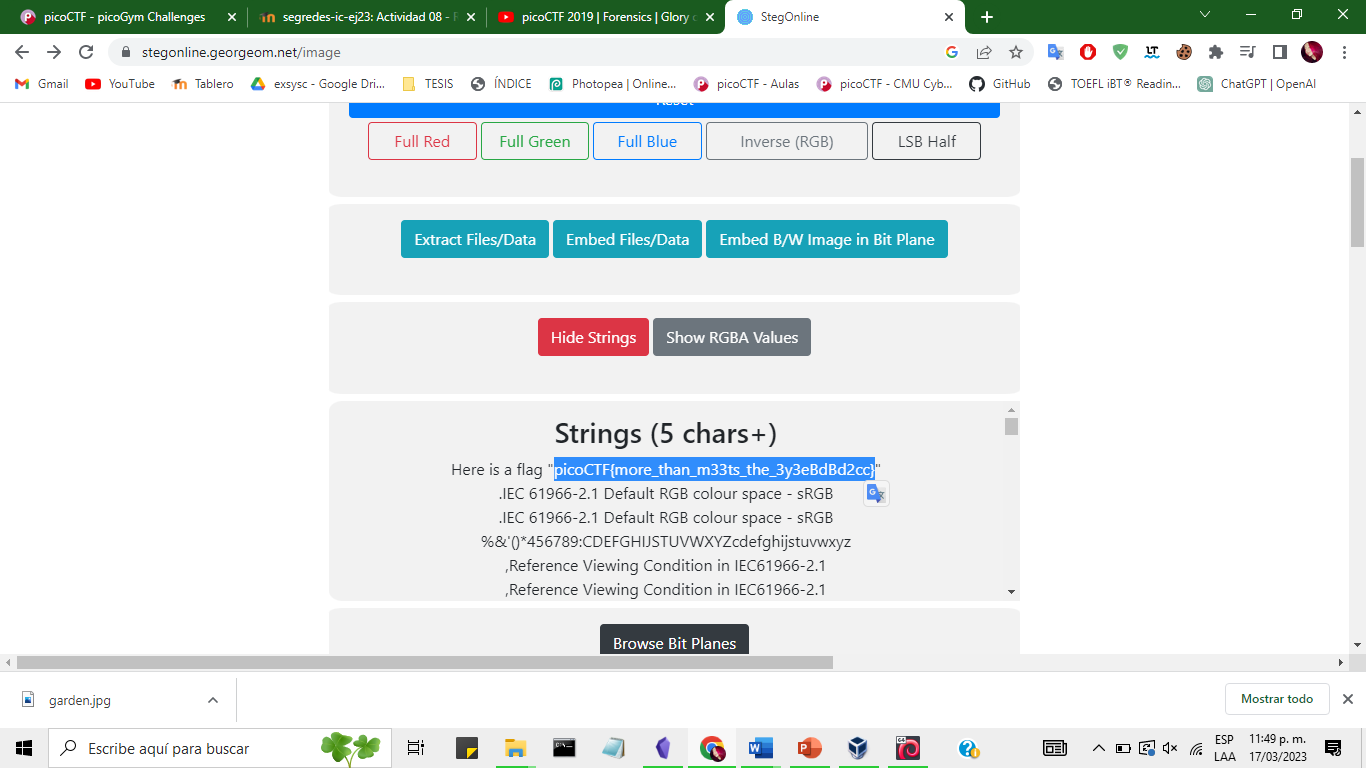 picoCTF - picoGym Challenges
segredes-ic-ej23: Actividad 08 - R
picoCTF 2019 | Forensics | Glory o
StegOnline
stegonline.georgeom.net/image
Gmail YouTube Tablero exsysc - Google Dri... TESIS ÍNDICE Photopea | Online... picoCTF - Aulas picoCTF - CMU Cyb... GitHub TOEFL iBT® Readin... ChatGPT | OpenAI
Reset
Full Red Full Green Full Blue Inverse (RGB) LSB Half
Extract Files/Data Embed Files/Data Embed B/W Image in Bit Plane
Hide Strings Show RGBA Values
Strings (5 chars+)
Here is a flag "picoCTF{more_than_m33ts_the_3y3eBdBd2cc}"
.IEC 61966-2.1 Default RGB colour space - sRGB
.IEC 61966-2.1 Default RGB colour space - sRGB
%&'()*456789:CDEFGHIJSTUVWXYZcdefghijstuvwxyz
,Reference Viewing Condition in IEC61966-2.1
,Reference Viewing Condition in IEC61966-2.1
Browse Bit Planes
garden.jpg
Mostrar todo
Escribe aquí para buscar
ESP
LAA
11:49 p. m.
17/03/2023